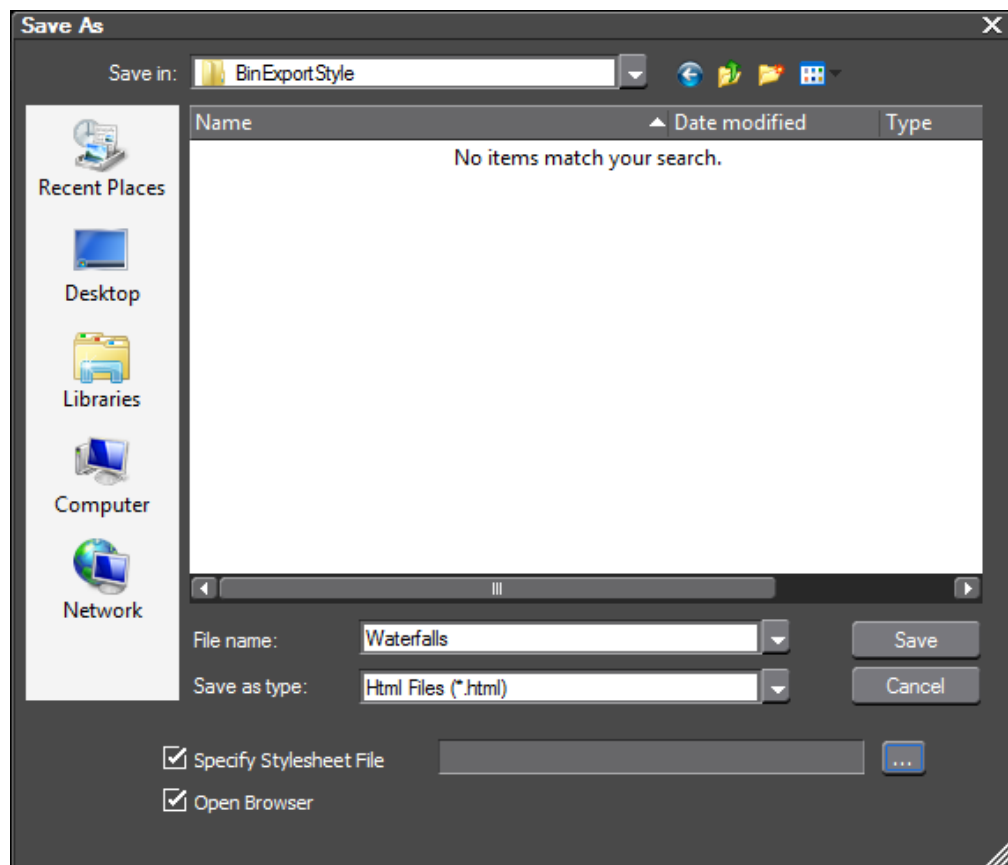 Save As
Save in:
BinExportStyle
Name
Date modified
Type
No items match your search.
Recent Places
Desktop
Libraries
Computer
Network
File name:
Waterfalls
Save
Save as type:
Html Files (*.html)
Cancel
Specify Stylesheet File
...
Open Browser